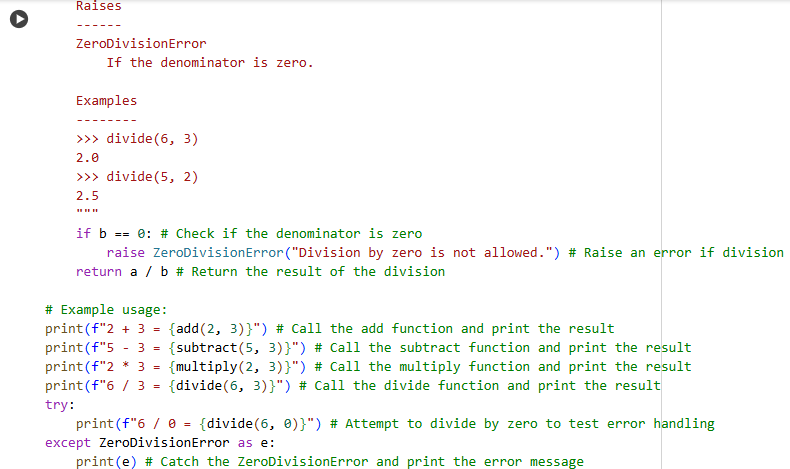 Raises
------
ZeroDivisionError
If the denominator is zero.
Examples
--------
>>> divide(6, 3)
2.0
>>> divide(5, 2)
2.5
"""
if b == 0: # Check if the denominator is zero
raise ZeroDivisionError("Division by zero is not allowed.") # Raise an error if division
return a / b # Return the result of the division
# Example usage:
print(f"2 + 3 = {add(2, 3)}") # Call the add function and print the result
print(f"5 - 3 = {subtract(5, 3)}") # Call the subtract function and print the result
print(f"2 * 3 = {multiply(2, 3)}") # Call the multiply function and print the result
print(f"6 / 3 = {divide(6, 3)}") # Call the divide function and print the result
try:
print(f"6 / 0 = {divide(6, 0)}") # Attempt to divide by zero to test error handling
except ZeroDivisionError as e:
print(e) # Catch the ZeroDivisionError and print the error message